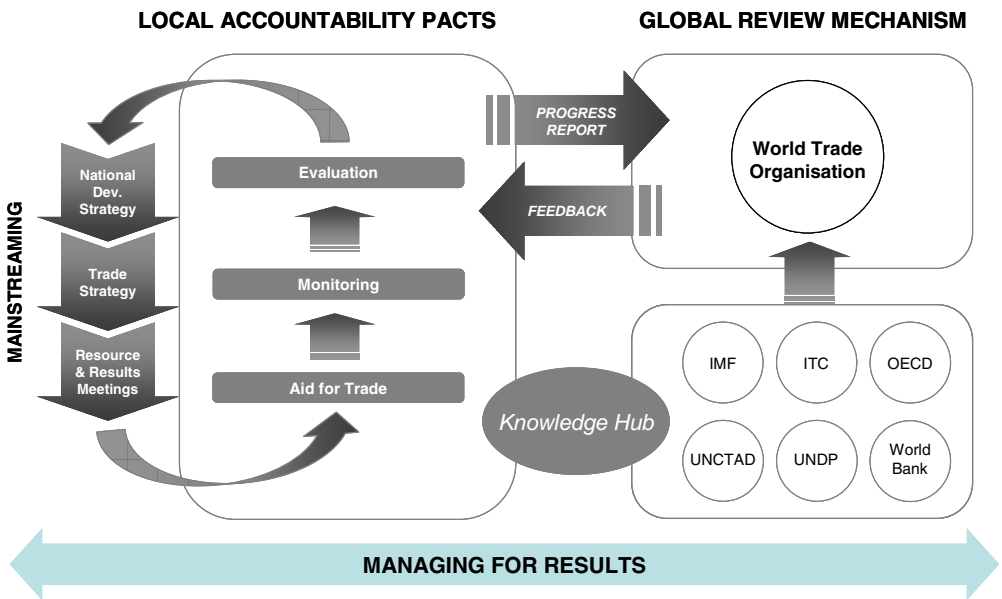 LOCAL ACCOUNTABILITY PACTS
GLOBAL REVIEW MECHANISM
MAINSTREAMING
National
Dev.
Strategy
Trade
Strategy
Resource
& Results
Meetings
Evaluation
Monitoring
Aid for Trade
PROGRESS
REPORT
FEEDBACK
Knowledge Hub
World Trade
Organisation
IMF
ITC
OECD
UNCTAD
UNDP
World
Bank
MANAGING FOR RESULTS